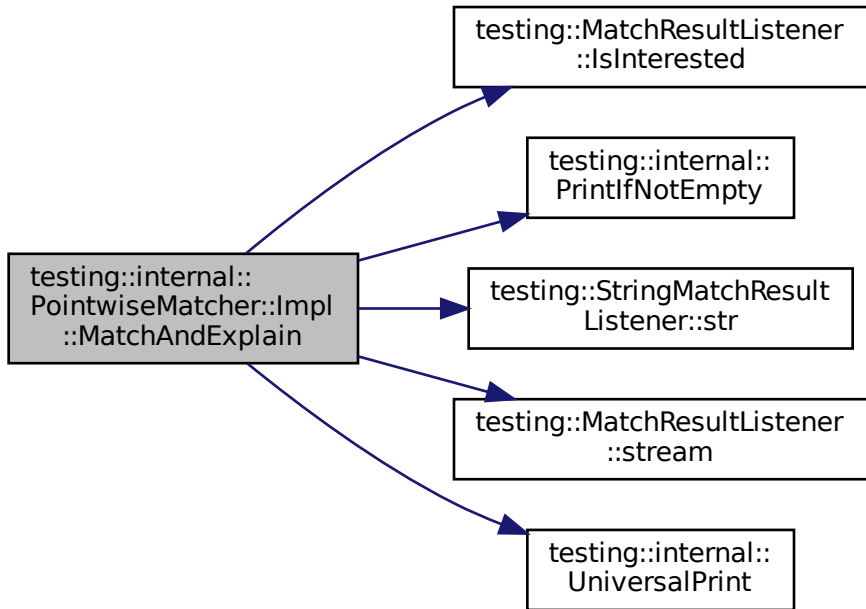 testing::MatchResultListener
::IsInterested
testing::internal::
PrintIfNotEmpty
testing::internal::
PointwiseMatcher::Impl
::MatchAndExplain
testing::StringMatchResult
Listener::str
testing::MatchResultListener
::stream
testing::internal::
UniversalPrint